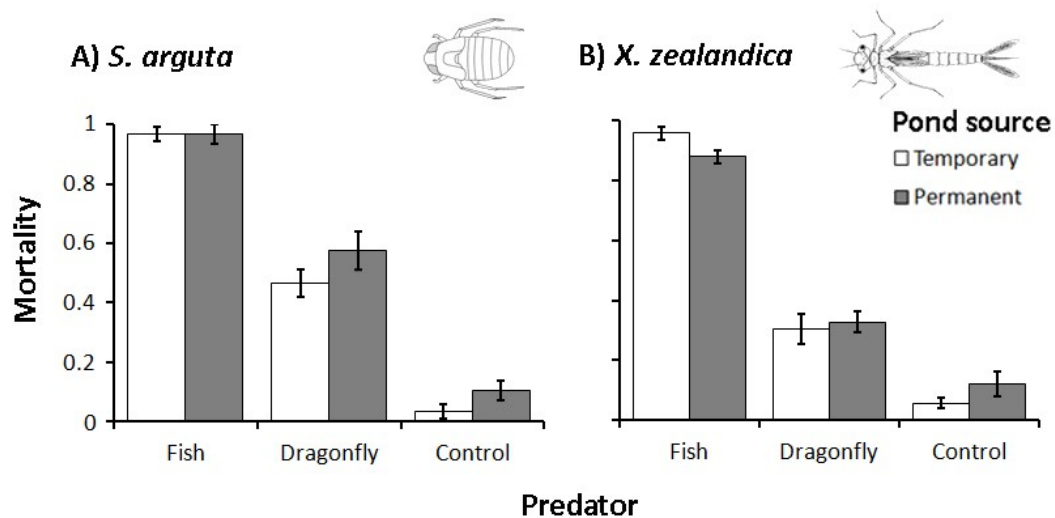 A) S. arguta
B) X. zealandica
Pond source
Temporary
Permanent
Mortality
1
0.8
0.6
0.4
0.2
0
Fish Dragonfly Control
Fish Dragonfly Control
Predator